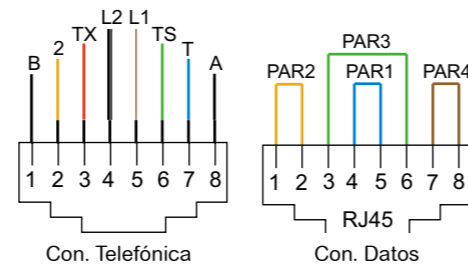 B 2 TX L2 L1 TS T A
1 2 3 4 5 6 7 8
Con. Telefónica
PAR3
PAR2 PAR1 PAR4
1 2 3 4 5 6 7 8
RJ45
Con. Datos